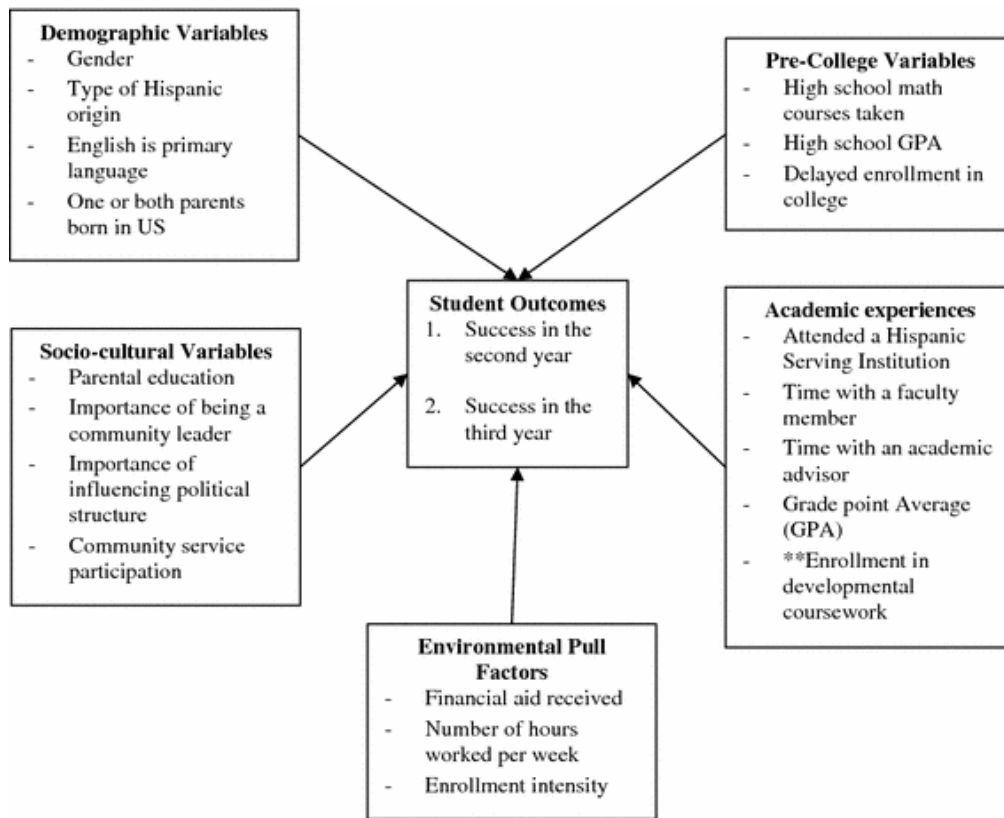 Demographic Variables
- Gender
- Type of Hispanic
origin
- English is primary
language
- One or both parents
born in US
Pre-College Variables
- High school math
courses taken
- High school GPA
- Delayed enrollment in
college
Socio-cultural Variables
- Parental education
- Importance of being a
community leader
- Importance of
influencing political
structure
- Community service
participation
Student Outcomes
1. Success in the
second year
2. Success in the
third year
Academic experiences
- Attended a Hispanic
Serving Institution
- Time with a faculty
member
- Time with an academic
advisor
- Grade point Average
(GPA)
- **Enrollment in
developmental
coursework
Environmental Pull
Factors
- Financial aid received
- Number of hours
worked per week
- Enrollment intensity